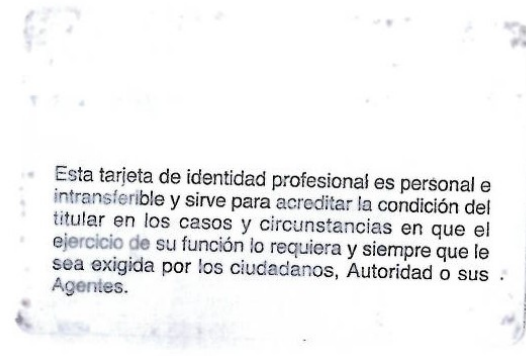 Esta tarjeta de identidad profesional es personal e
intransferible y sirve para acreditar la condición del
titular en los casos y circunstancias en que el
ejercicio de su función lo requiera y siempre que le
sea exigida por los ciudadanos, Autoridad o sus
Agentes.